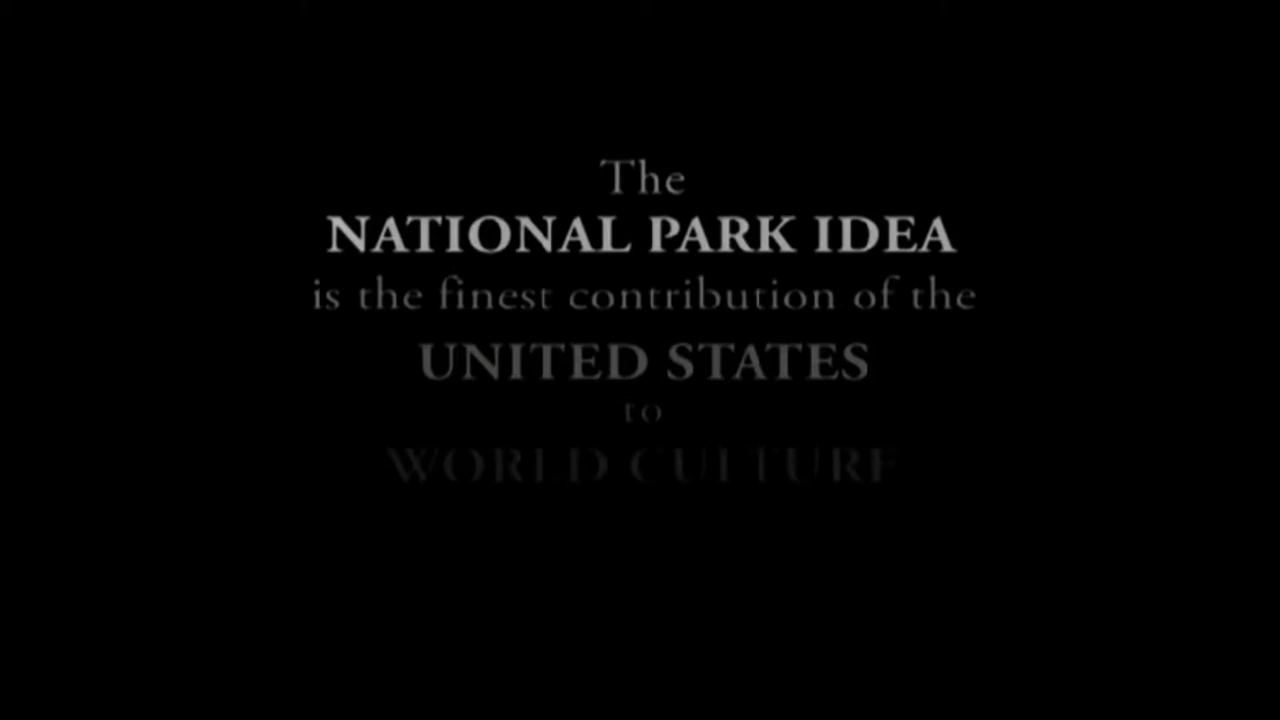 The
NATIONAL PARK IDEA
is the finest contribution of the
UNITED STATES
to
WORLD CULTURE